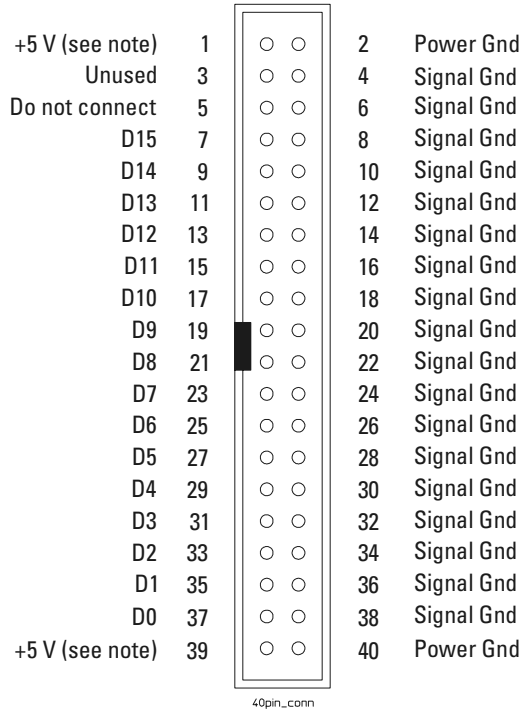 +5 V (see note) 1 2 Power Gnd
Unused 3 4 Signal Gnd
Do not connect 5 6 Signal Gnd
D15 7 8 Signal Gnd
D14 9 10 Signal Gnd
D13 11 12 Signal Gnd
D12 13 14 Signal Gnd
D11 15 16 Signal Gnd
D10 17 18 Signal Gnd
D9 19 20 Signal Gnd
D8 21 22 Signal Gnd
D7 23 24 Signal Gnd
D6 25 26 Signal Gnd
D5 27 28 Signal Gnd
D4 29 30 Signal Gnd
D3 31 32 Signal Gnd
D2 33 34 Signal Gnd
D1 35 36 Signal Gnd
D0 37 38 Signal Gnd
+5 V (see note) 39 40 Power Gnd
40pin_conn